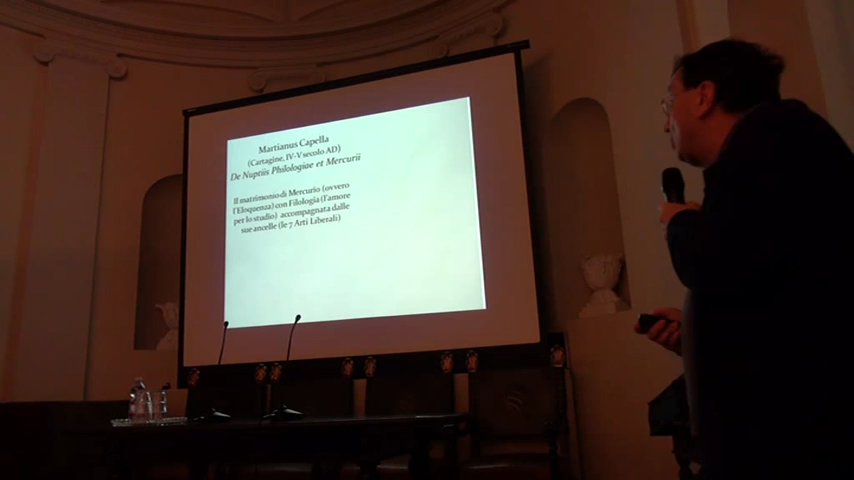 Martianus Capella
(Cartagine, IV-V secolo AD)
De Nuptiis Philologiae et Mercurii
Il matrimonio di Mercurio (ovvero
l'Eloquenza) con Filologia (l'amore
per lo studio) accompagnata dalle
sue ancelle (le 7 Arti Liberali)